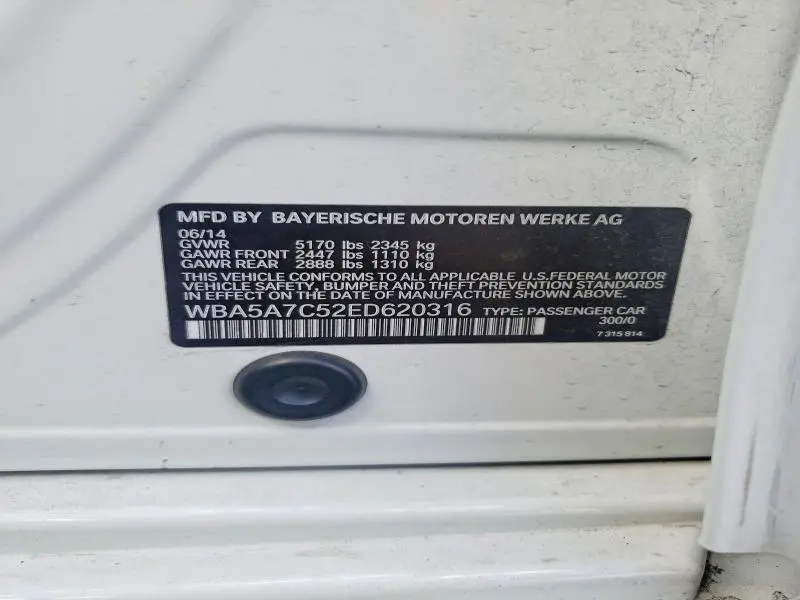 MFD BY BAYERISCHE MOTOREN WERKE AG
06/14
GVWR 5170 lbs 2345 kg
GAWR FRONT 2447 lbs 1110 kg
GAWR REAR 2888 lbs 1310 kg
THIS VEHICLE CONFORMS TO ALL APPLICABLE U.S.FEDERAL MOTOR
VEHICLE SAFETY, BUMPER AND THEFT PREVENTION STANDARDS
IN EFFECT ON THE DATE OF MANUFACTURE SHOWN ABOVE.
WBA5A7C52ED620316 TYPE: PASSENGER CAR
300/0
7 315 814